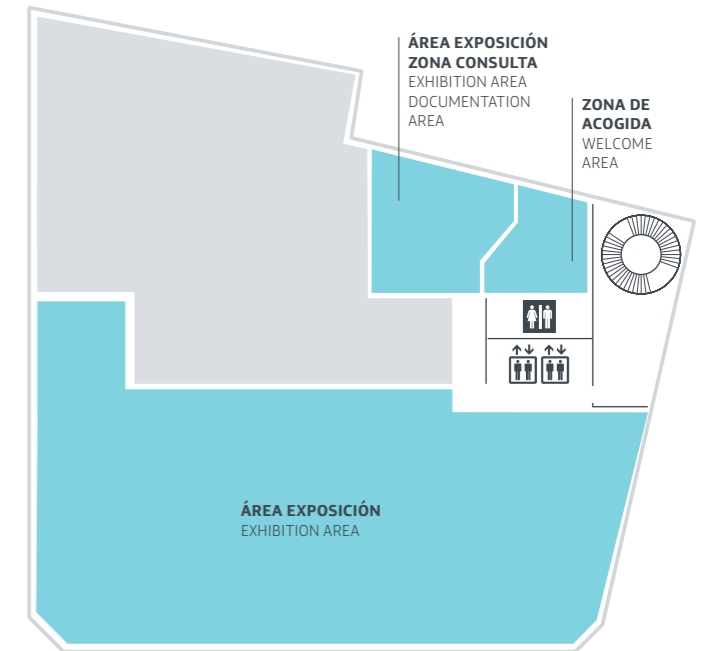 ÁREA EXPOSICIÓN
ZONA CONSULTA
EXHIBITION AREA
DOCUMENTATION
AREA
ZONA DE
ACOGIDA
WELCOME
AREA
ÁREA EXPOSICIÓN
EXHIBITION AREA